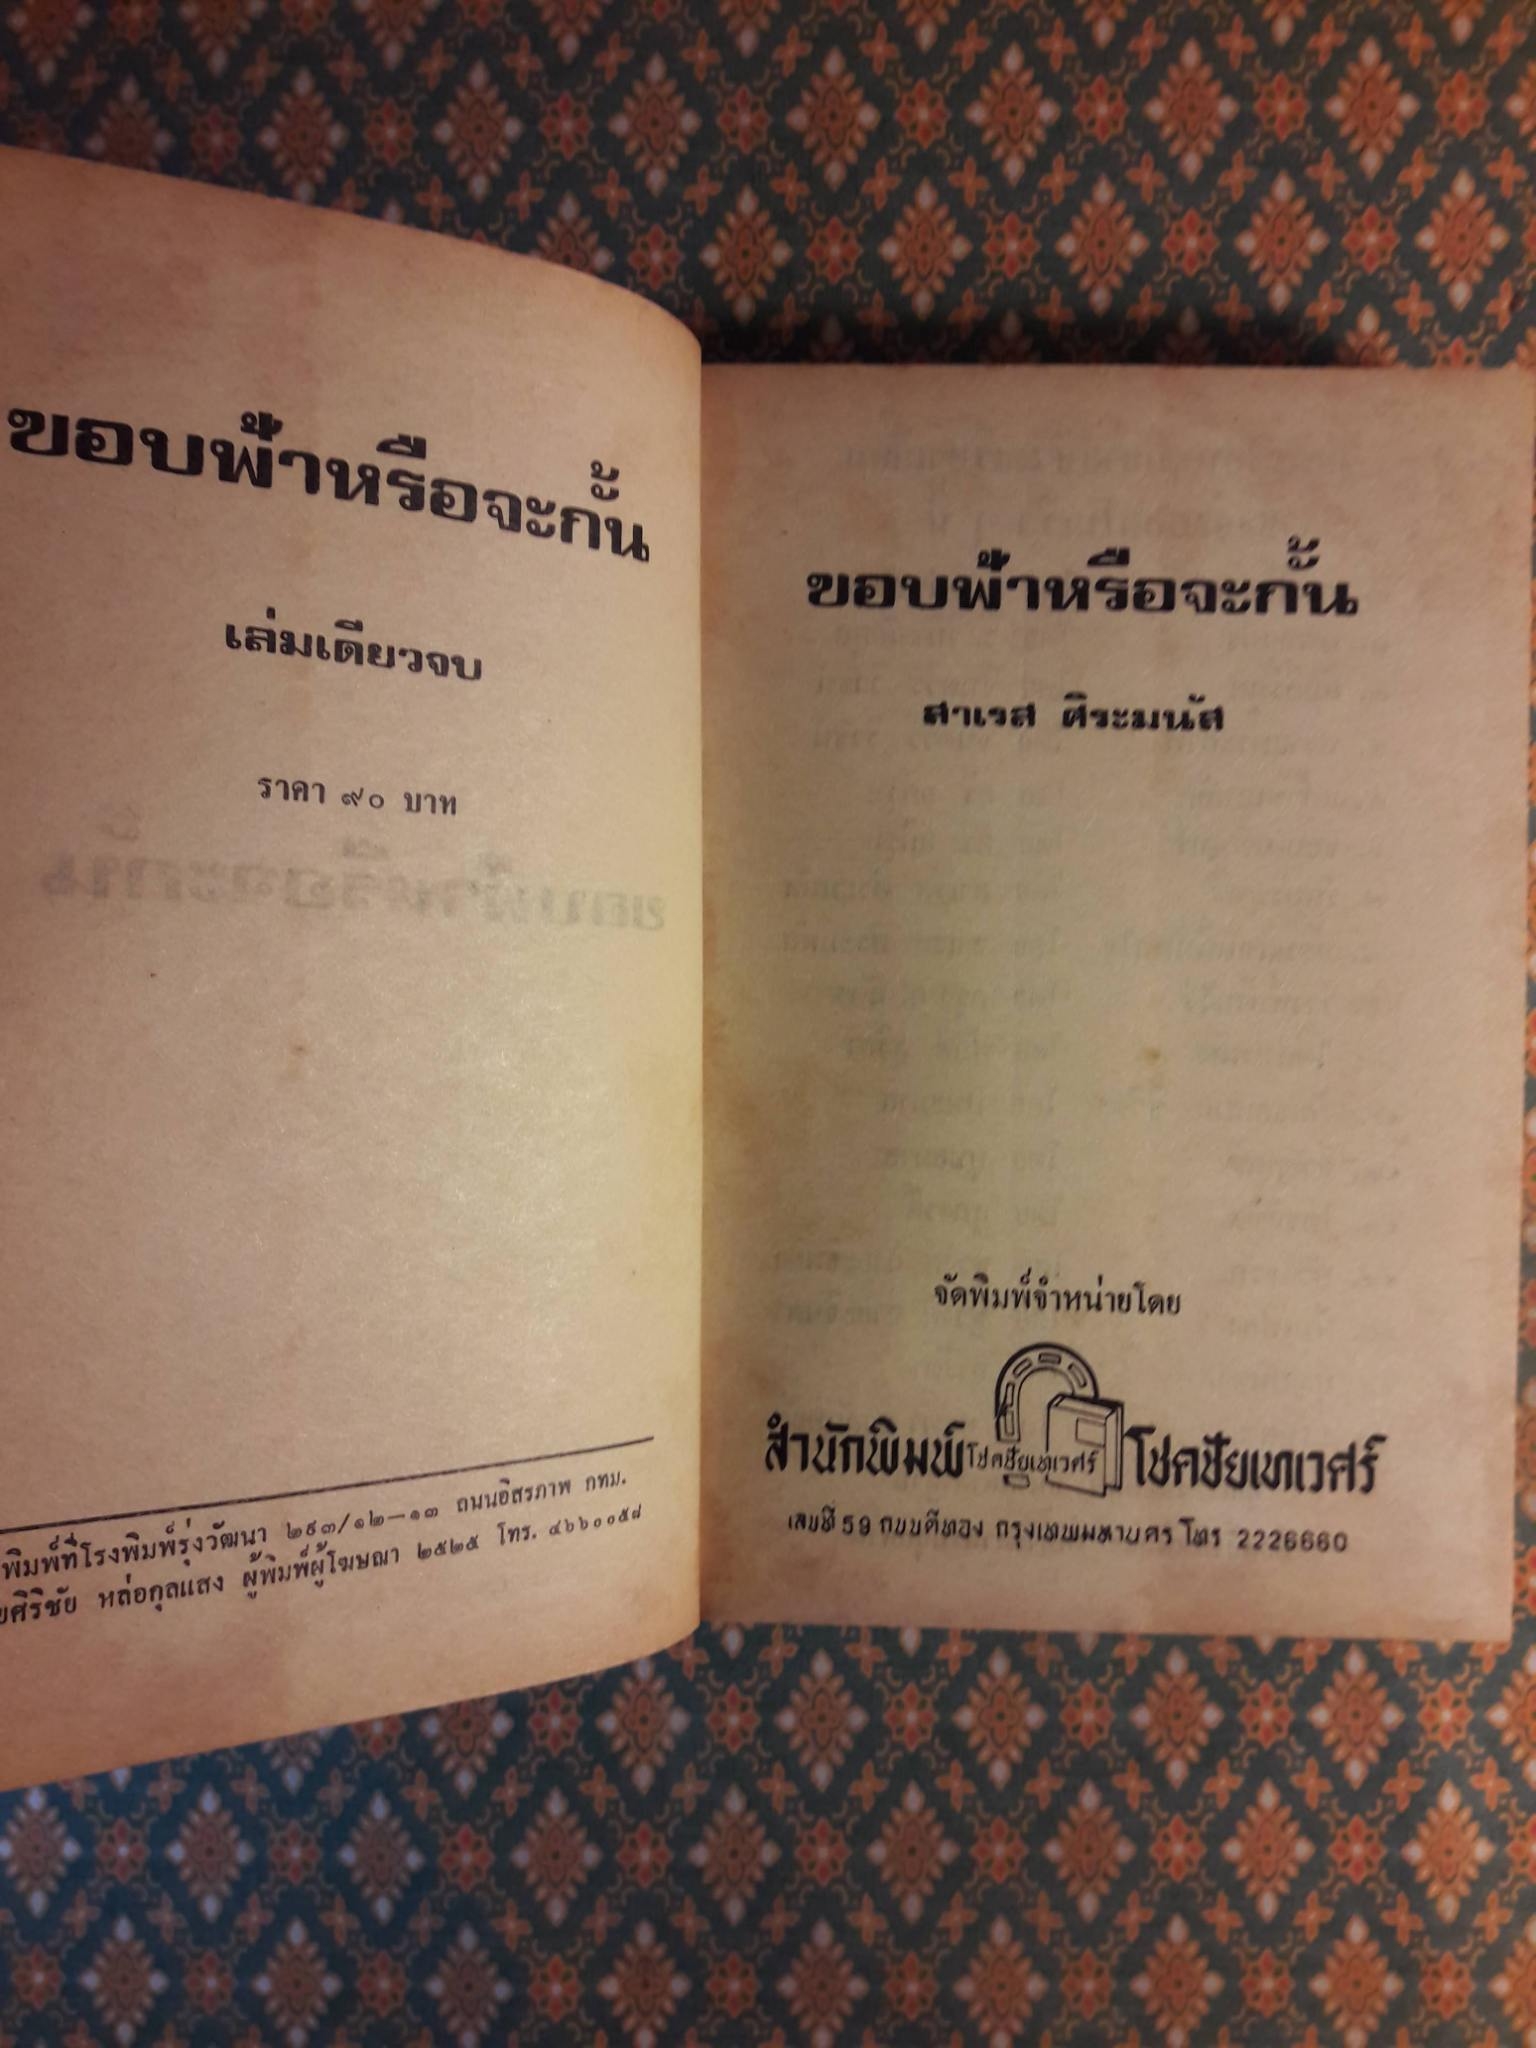 ขอบฟ้าหรือจะกั้น
เล่มเดียวจบ
ราคา ๙๐ บาท
พิมพ์ที่โรงพิมพ์รุ่งวัฒนา ๒๙๓/๑๒—๑๓ ถนนอิสรภาพ กทม.
ยศิริชัย หล่อกุลแสง ผู้พิมพ์ผู้โฆษณา ๒๕๒๕ โทร. ๔๖๖๐๐๕๘
ขอบฟ้าหรือจะกั้น
สาเรส ศิระมนัส
จัดพิมพ์จำหน่ายโดย
สำนักพิมพ์ โชคชัยเทเวศร์
โชคชัยเทเวศร์
เลขที่ 59 ถนนตีทอง กรุงเทพมหานคร โทร 2226660